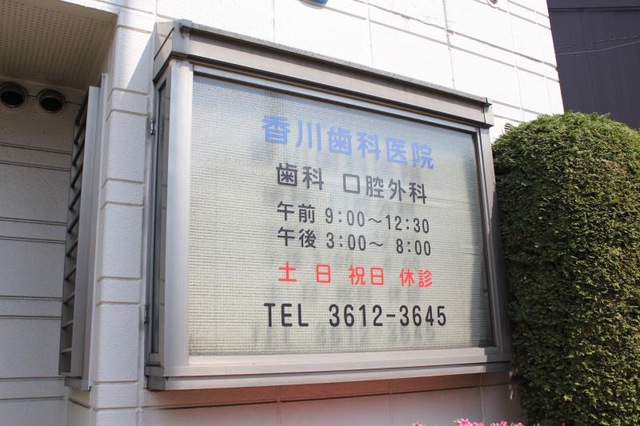 香川歯科医院
歯科 口腔外科
午前 9:00～12:30
午後 3:00～ 8:00
土 日 祝日 休診
TEL 3612-3645